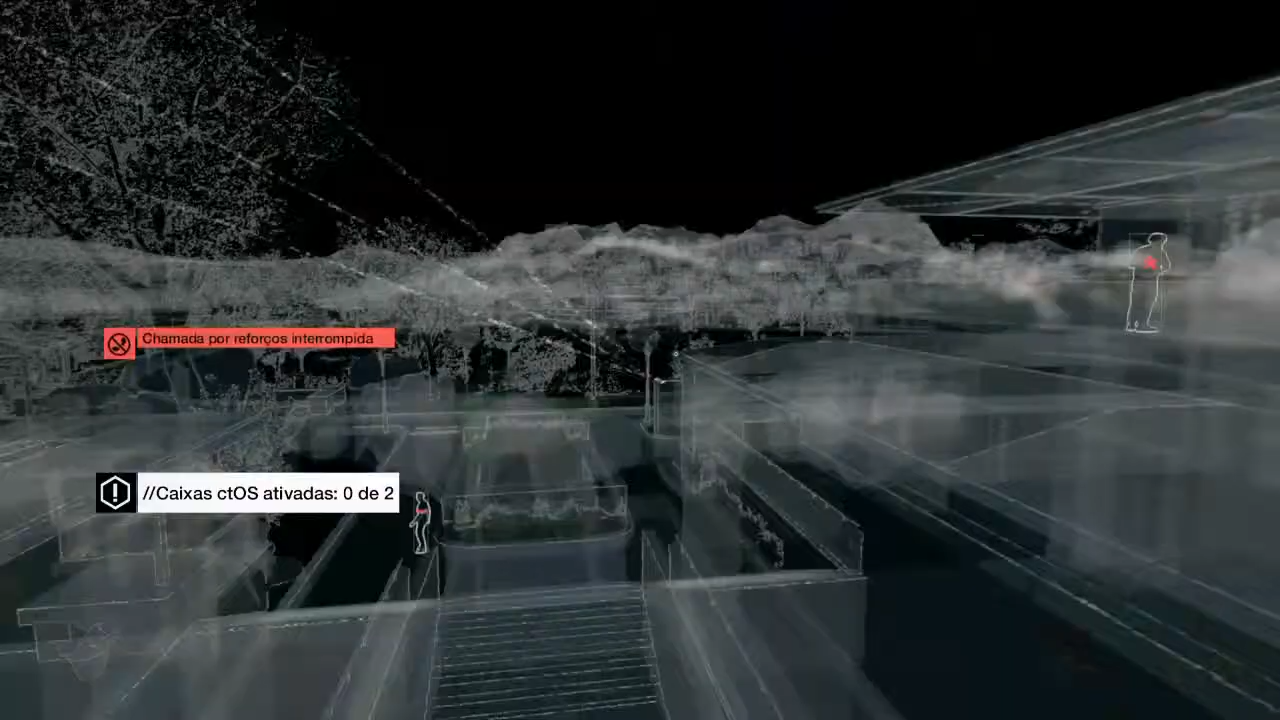 Chamada por reforços interrompida
//Caixas ctOS ativadas: 0 de 2